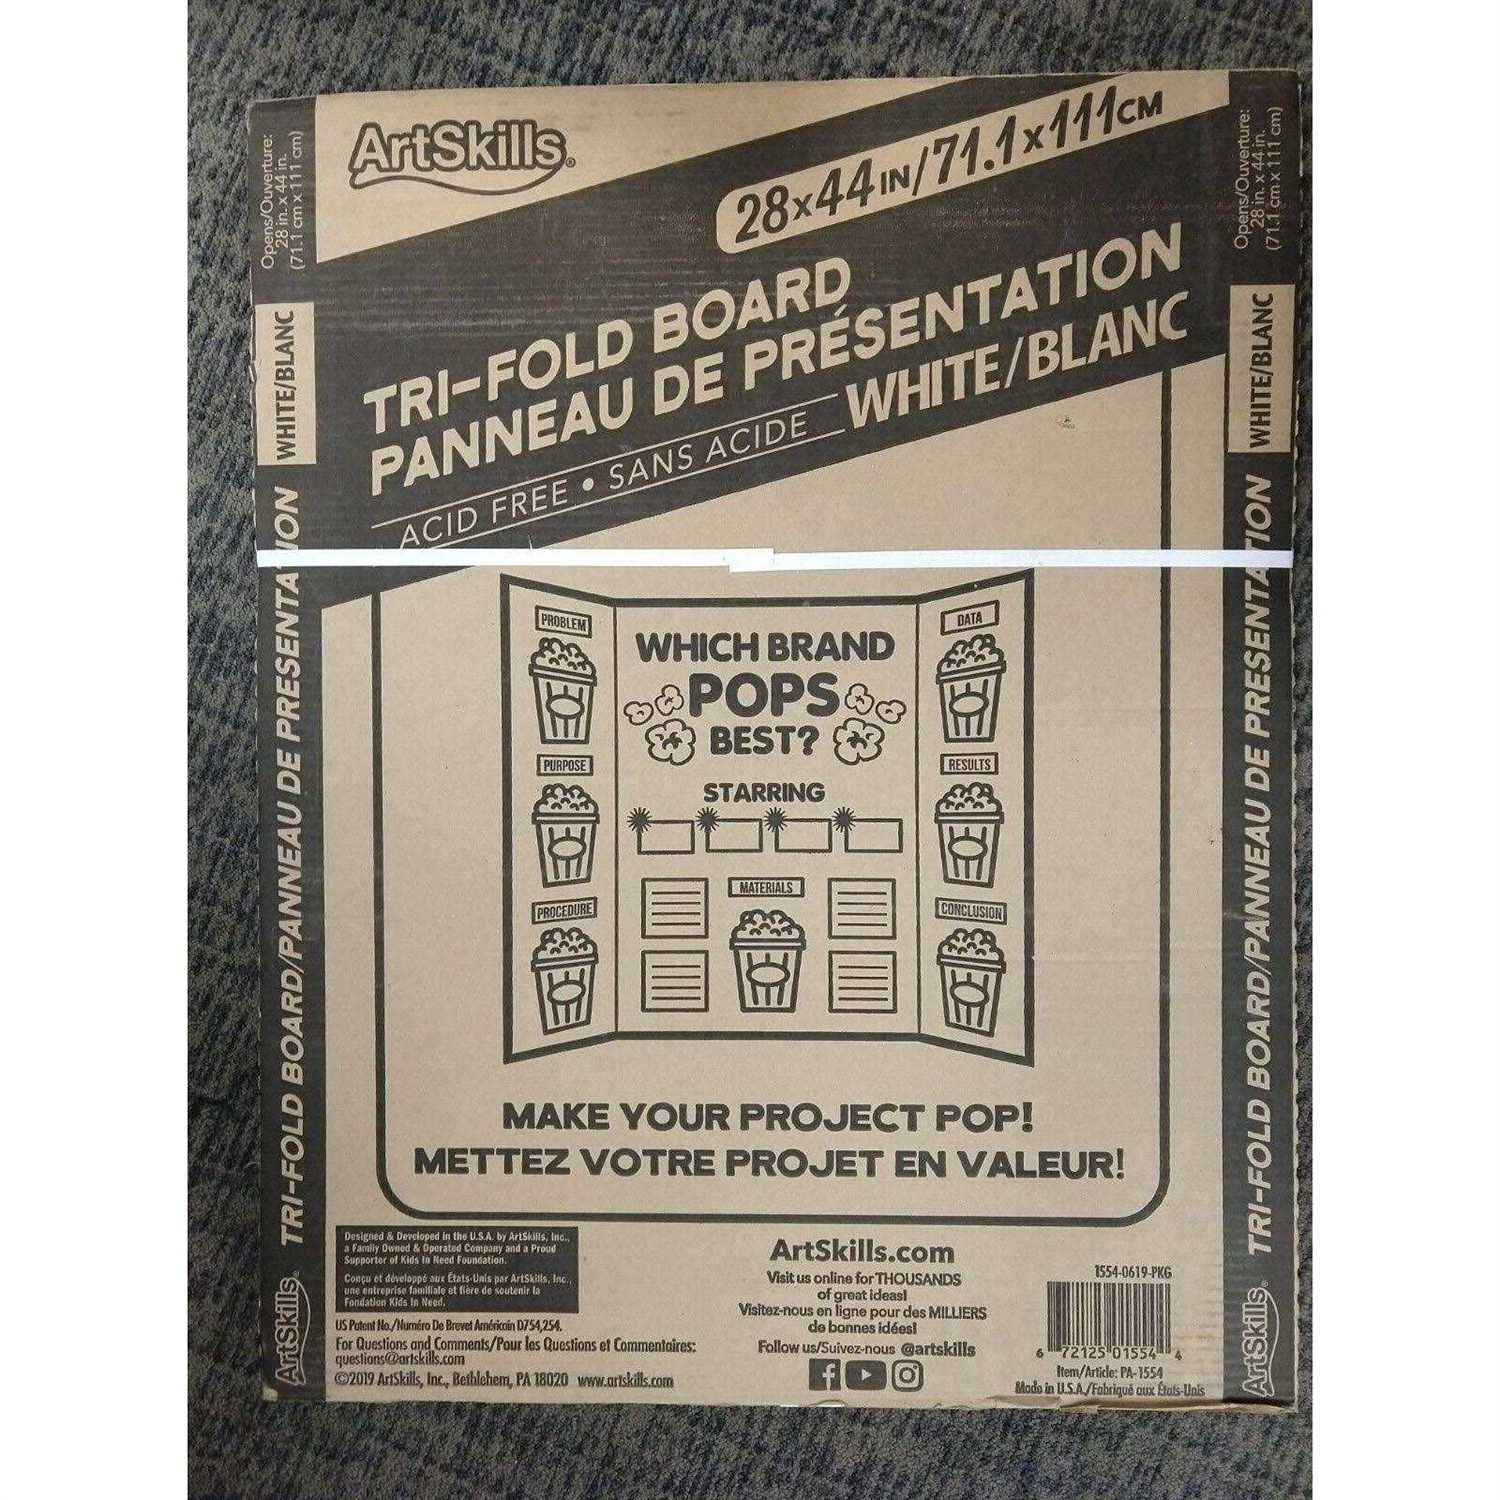 ArtSkills®
28x44IN/71.1x111CM
TRI-FOLD BOARD
PANNEAU DE PRÉSENTATION
ACID FREE • SANS ACIDE WHITE/BLANC
Opens/Ouverture:
28 in. x 44 in.
(71.1 cm x 111 cm)
WHITE/BLANC
TRI-FOLD BOARD/PANNEAU DE PRESENTATION
ArtSkills®
Opens/Ouverture:
28 in. x 44 in.
(71.1 cm x 111 cm)
WHITE/BLANC
TRI-FOLD BOARD/PANNEAU DE PRESENTATION
ArtSkills®
PROBLEM
PURPOSE
PROCEDURE
WHICH BRAND
POPS
BEST?
STARRING
MATERIALS
DATA
RESULTS
CONCLUSION
MAKE YOUR PROJECT POP!
METTEZ VOTRE PROJET EN VALEUR!
Designed & Developed in the U.S.A. by ArtSkills, Inc.,
a Family Owned & Operated Company and a Proud
Supporter of Kids In Need Foundation.
Conçu et développé aux États-Unis par ArtSkills, Inc.,
une entreprise familiale et fière de soutenir la
Fondation Kids In Need.
US Patent No./Numéro De Brevet Américain D754,254.
For Questions and Comments/Pour les Questions et Commentaires:
questions@artskills.com
©2019 ArtSkills, Inc., Bethlehem, PA 18020 www.artskills.com
ArtSkills.com
Visit us online for THOUSANDS
of great ideas!
Visitez-nous en ligne pour des MILLIERS
de bonnes idées!
Follow us/Suivez-nous @artskills
1554-0619-PKG
6 72125 01554 4
Item/Article: PA-1554
Made in U.S.A./Fabriqué aux États-Unis